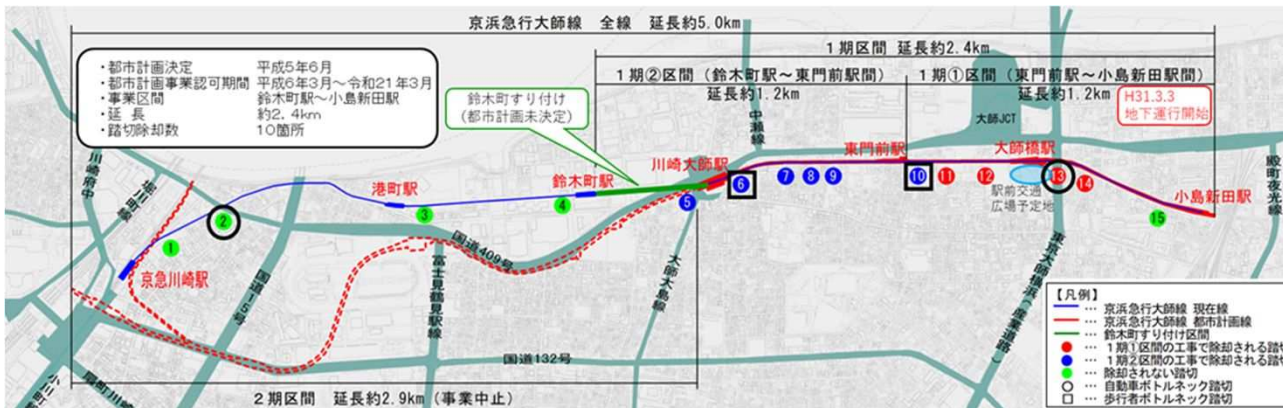 京浜急行大師線 全線 延長約5.0km
・都市計画決定 平成5年6月
・都市計画事業認可期間 平成6年3月～令和21年3月
・事業区間 鈴木町駅～小島新田駅
・延 長 約2.4km
・踏切除却数 10箇所
1期区間 延長約2.4km
1期②区間(鈴木町駅～東門前駅間)
延長約1.2km
1期①区間(東門前駅～小島新田駅間)
延長約1.2km
H31.3.3
地下運行開始
鈴木町すり付け
(都市計画未決定)
中瀬線
大師JCT
川崎府中
堀川町線
港町駅
鈴木町駅
川崎大師駅
東門前駅
大師橋駅
小島新田駅
殿町夜光線
京急川崎駅
1
2
3
4
5
6
7
8
9
10
11
12
13
14
15
駅前交通
広場予定地
国道15号
国道409号
富士見鶴見駅線
大師大島線
東京大師横浜(産業道路)
国道132号
小川町
扇町川崎
2期区間 延長約2.9km(事業中止)
【凡例】
… 京浜急行大師線 現在線
… 京浜急行大師線 都市計画線
… 鈴木町すり付け区間
… 1期①区間の工事で除却される踏切
… 1期②区間の工事で除却される踏切
… 除却されない踏切
… 自動車ボトルネック踏切
… 歩行者ボトルネック踏切